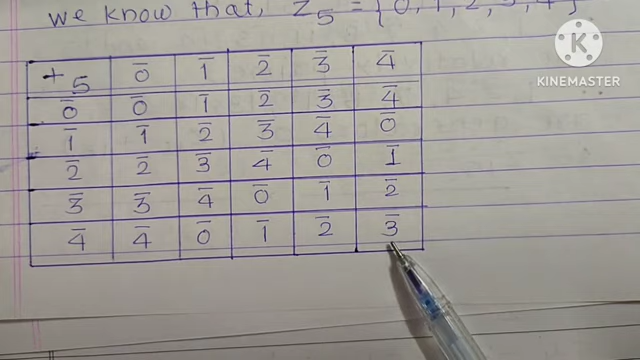 we know that, Z₅ = {0, 1, 2, 3, 4}
+₅ 0̅ 1̅ 2̅ 3̅ 4̅
0̅ 0̅ 1̅ 2̅ 3̅ 4̅
1̅ 1̅ 2̅ 3̅ 4̅ 0̅
2̅ 2̅ 3̅ 4̅ 0̅ 1̅
3̅ 3̅ 4̅ 0̅ 1̅ 2̅
4̅ 4̅ 0̅ 1̅ 2̅ 3̅
KINEMASTER